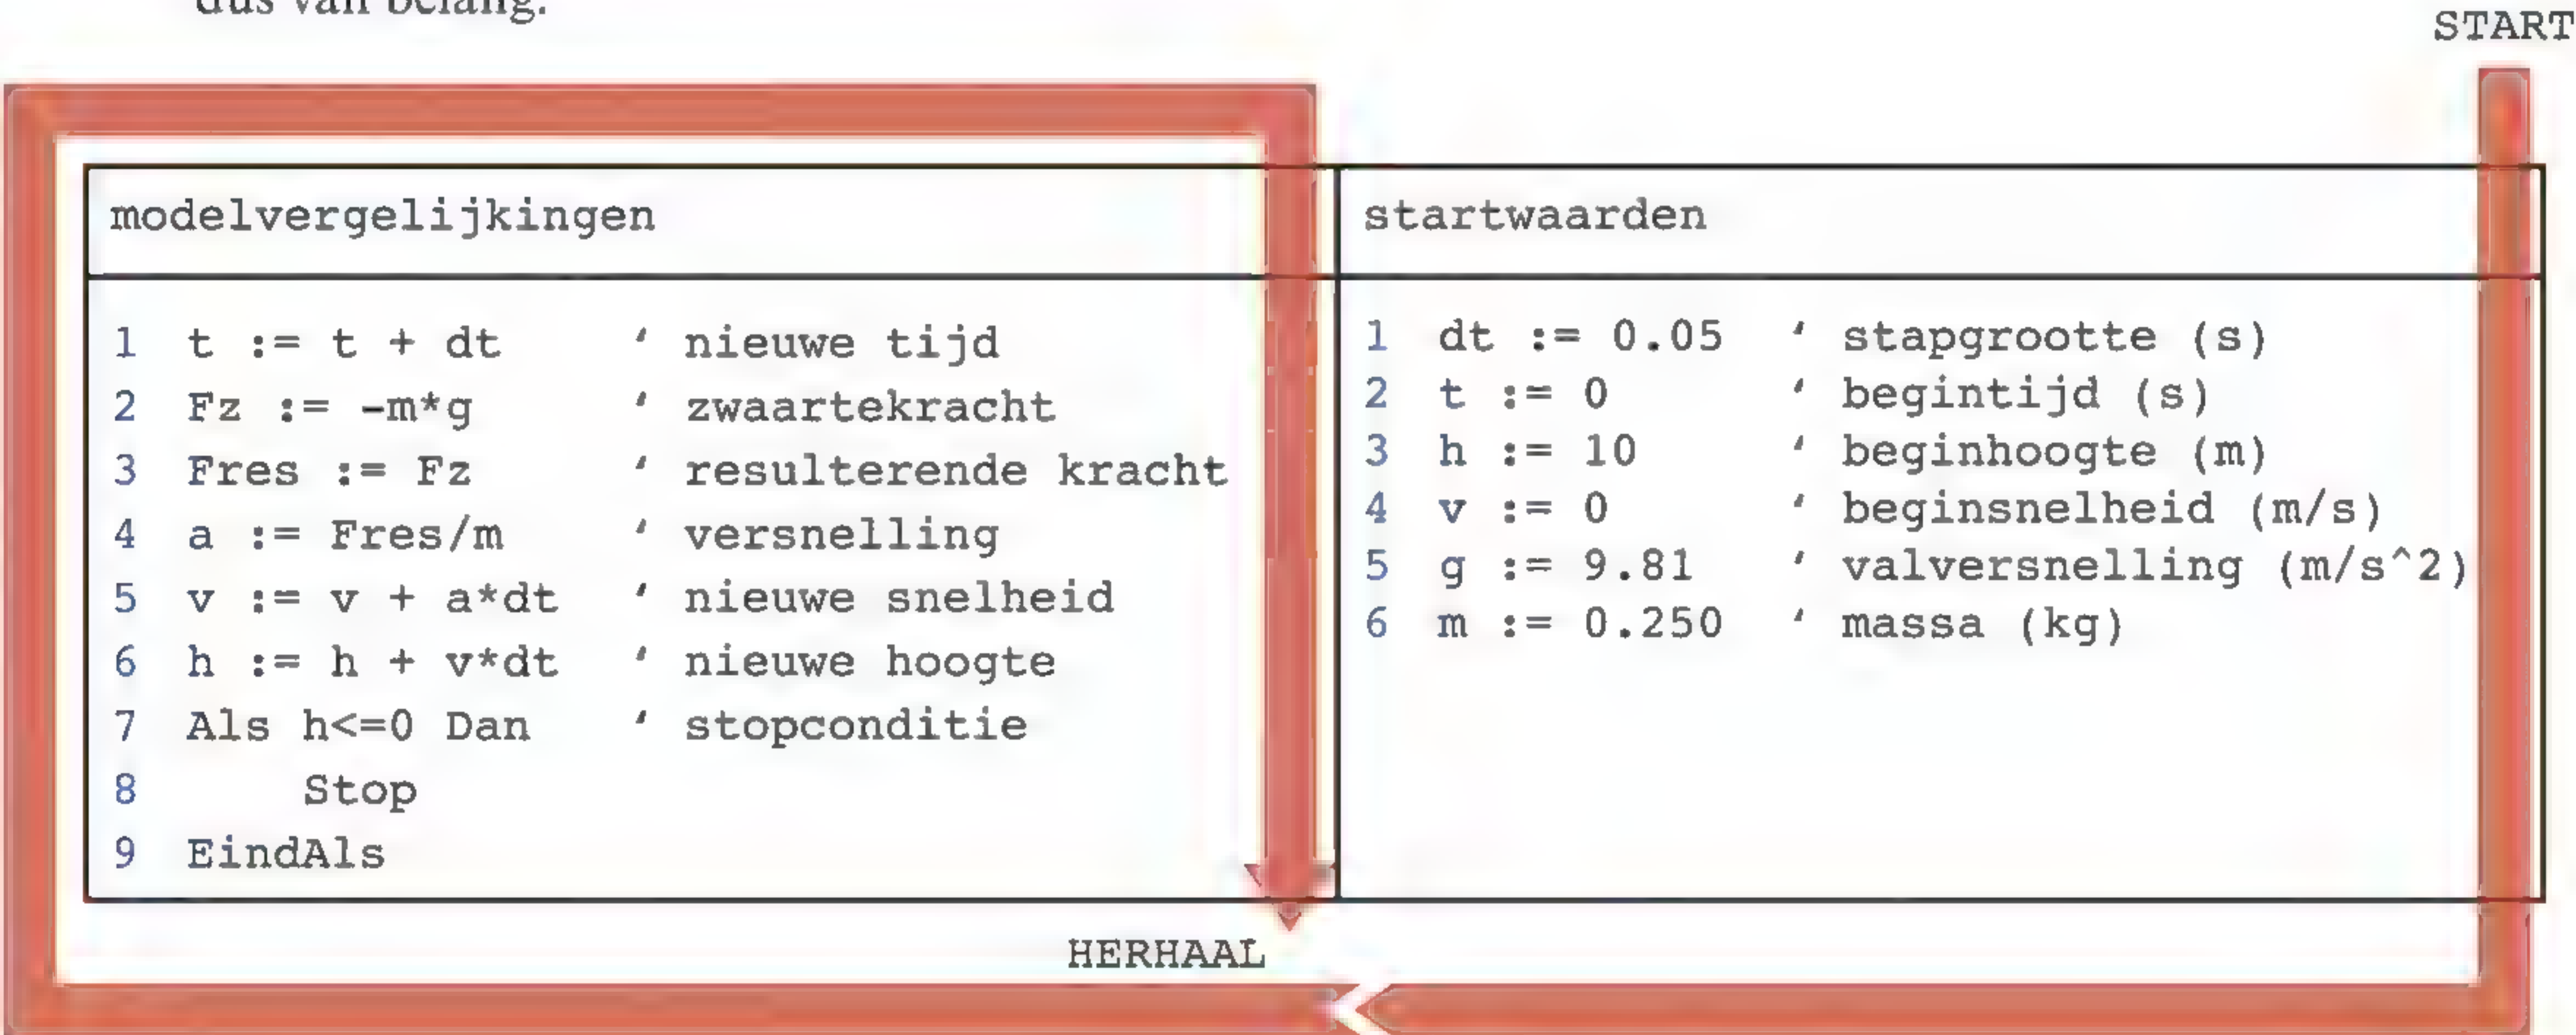 dus van belang.
START
modelvergelijkingen
1 t := t + dt ‘ nieuwe tijd
2 Fz := -m*g ‘ zwaartekracht
3 Fres := Fz ‘ resulterende kracht
4 a := Fres/m ‘ versnelling
5 v := v + a*dt ‘ nieuwe snelheid
6 h := h + v*dt ‘ nieuwe hoogte
7 Als h<=0 Dan ‘ stopconditie
8 Stop
9 EindAls
startwaarden
1 dt := 0.05 ‘ stapgrootte (s)
2 t := 0 ‘ begintijd (s)
3 h := 10 ‘ beginhoogte (m)
4 v := 0 ‘ beginsnelheid (m/s)
5 g := 9.81 ‘ valversnelling (m/s^2)
6 m := 0.250 ‘ massa (kg)
HERHAAL